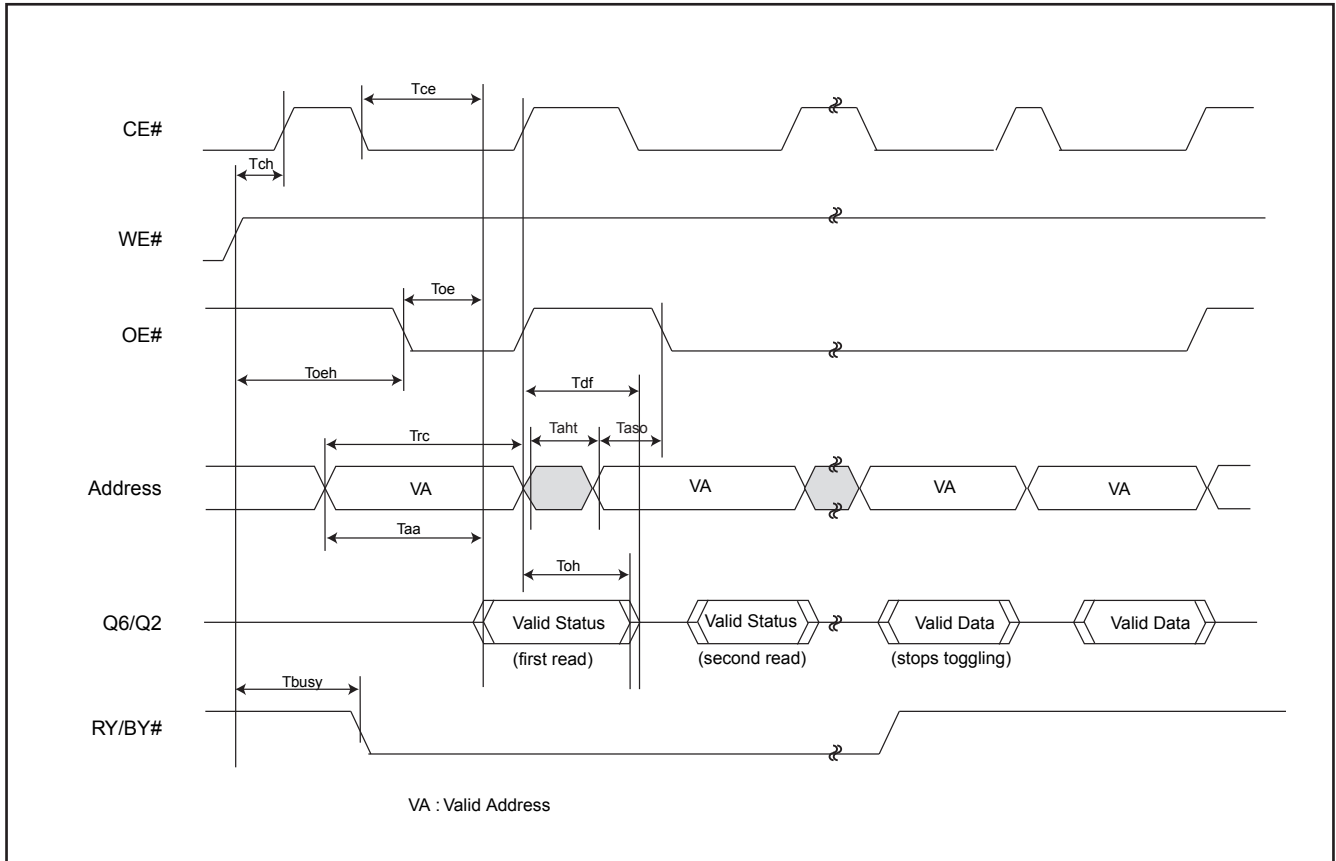 Tce
CE#
Tch
WE#
Toe
OE#
Toeh
Tdf
Trc
Taht
Taso
Address
VA
VA
VA
VA
Taa
Toh
Q6/Q2
Valid Status
Valid Status
Valid Data
Valid Data
(first read)
(second read)
(stops toggling)
Tbusy
RY/BY#
VA : Valid Address